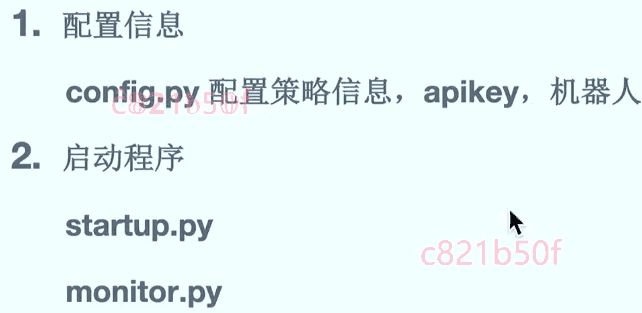 1. 配置信息
config.py 配置策略信息，apikey，机器人
c821b50f
2. 启动程序
startup.py
c821b50f
monitor.py